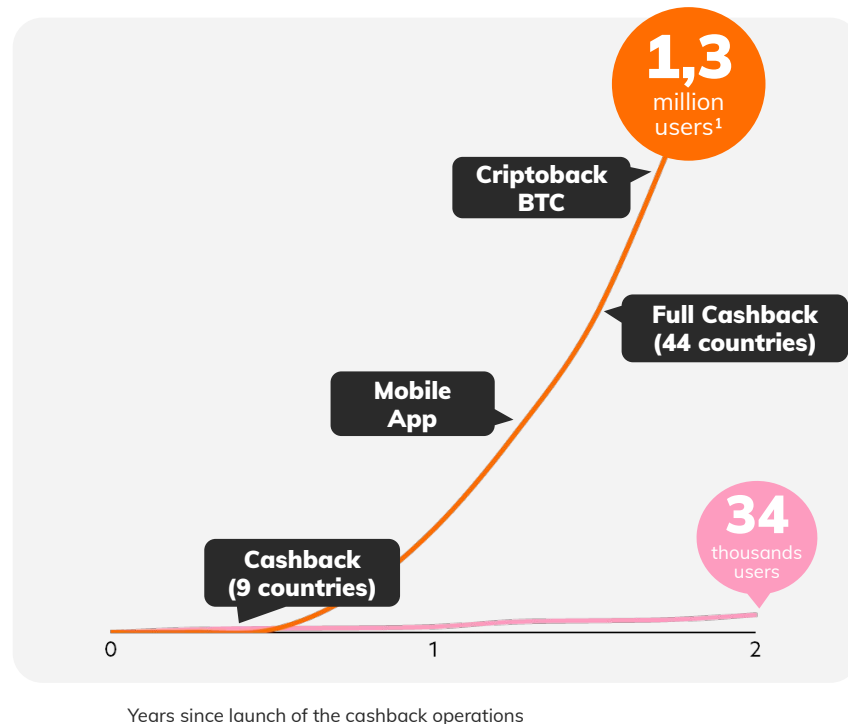 1,3
million
users¹
Criptoback
BTC
Full Cashback
(44 countries)
Mobile
App
34
thousands
users
Cashback
(9 countries)
0
1
2
Years since launch of the cashback operations